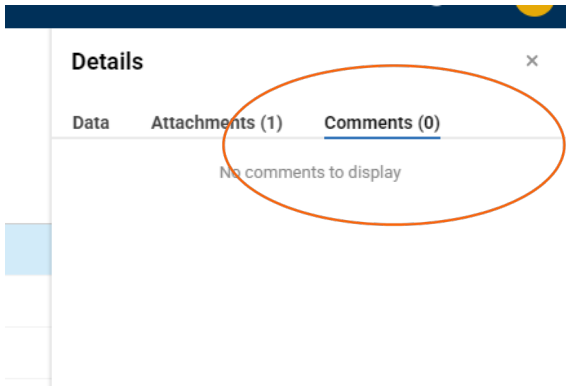 Details ×
Data Attachments (1) Comments (0)
No comments to display